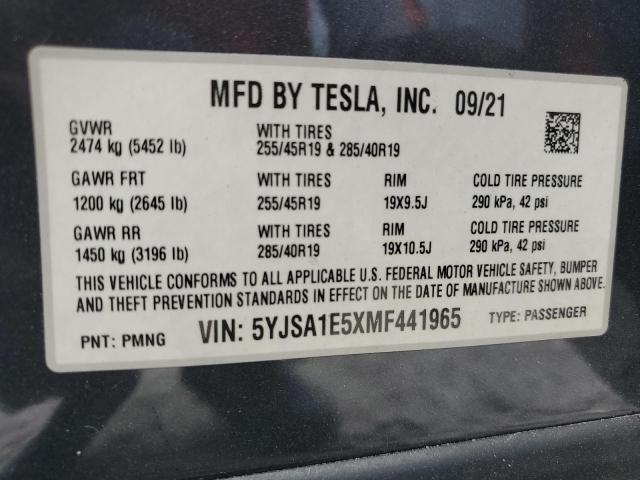 MFD BY TESLA, INC. 09/21
GVWR WITH TIRES
2474 kg (5452 lb) 255/45R19 & 285/40R19
GAWR FRT WITH TIRES RIM COLD TIRE PRESSURE
1200 kg (2645 lb) 255/45R19 19X9.5J 290 kPa, 42 psi
GAWR RR WITH TIRES RIM COLD TIRE PRESSURE
1450 kg (3196 lb) 285/40R19 19X10.5J 290 kPa, 42 psi
THIS VEHICLE CONFORMS TO ALL APPLICABLE U.S. FEDERAL MOTOR VEHICLE SAFETY, BUMPER
AND THEFT PREVENTION STANDARDS IN EFFECT ON THE DATE OF MANUFACTURE SHOWN ABOVE.
PNT: PMNG VIN: 5YJSA1E5XMF441965 TYPE: PASSENGER